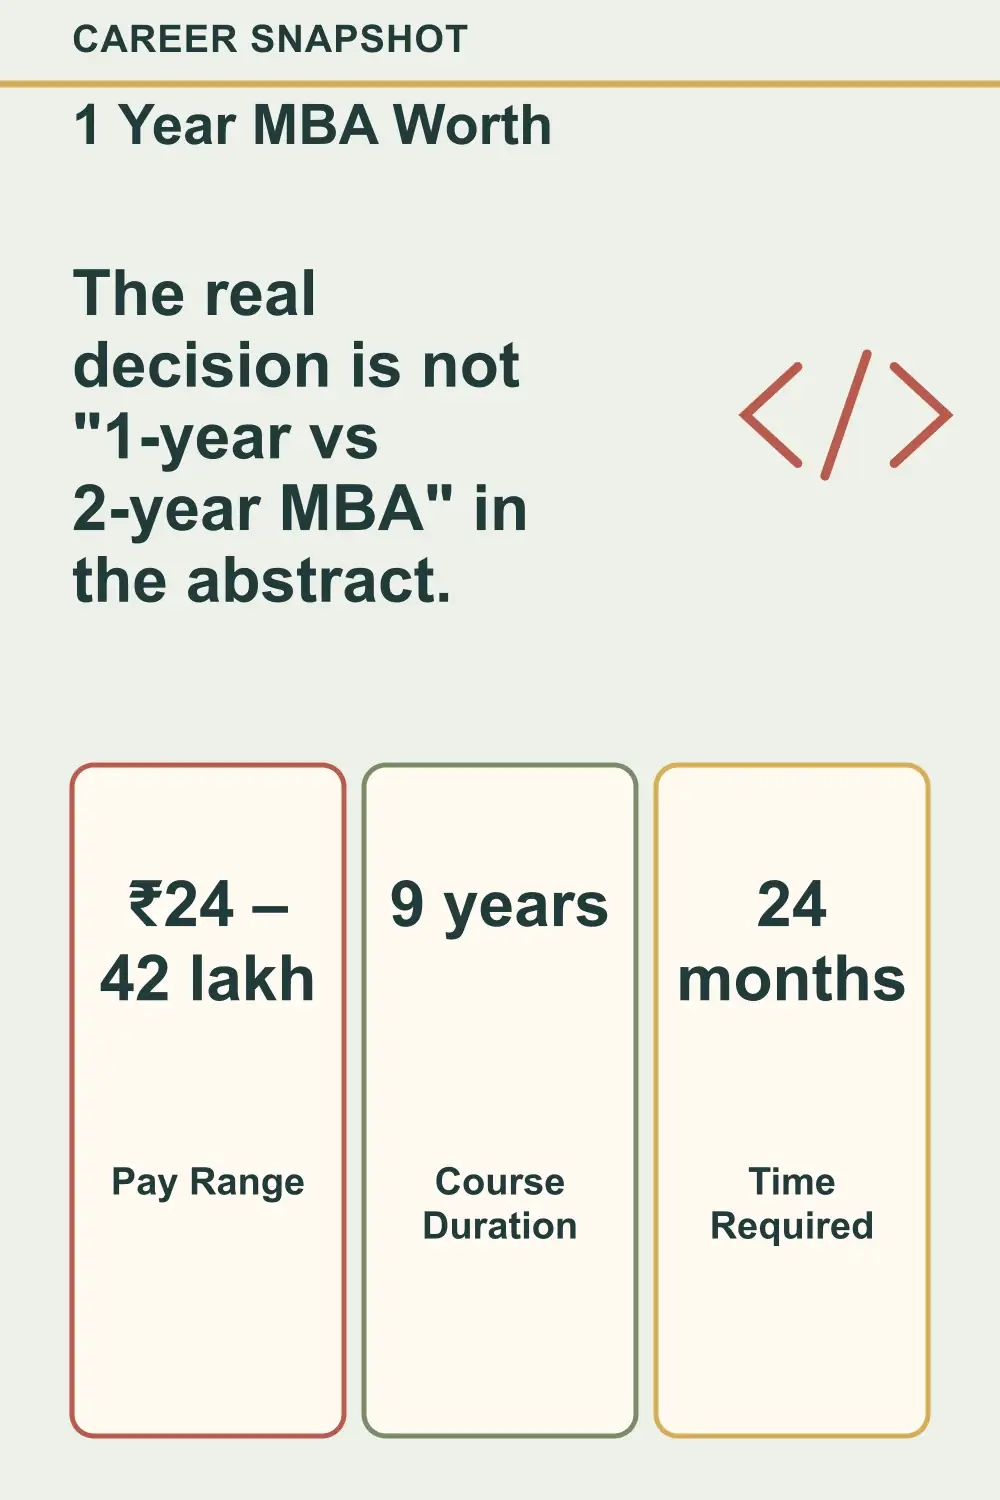 CAREER SNAPSHOT
1 Year MBA Worth
The real
decision is not
"1-year vs
2-year MBA" in
the abstract.
₹24 –
42 lakh
Pay Range
9 years
Course
Duration
24
months
Time
Required